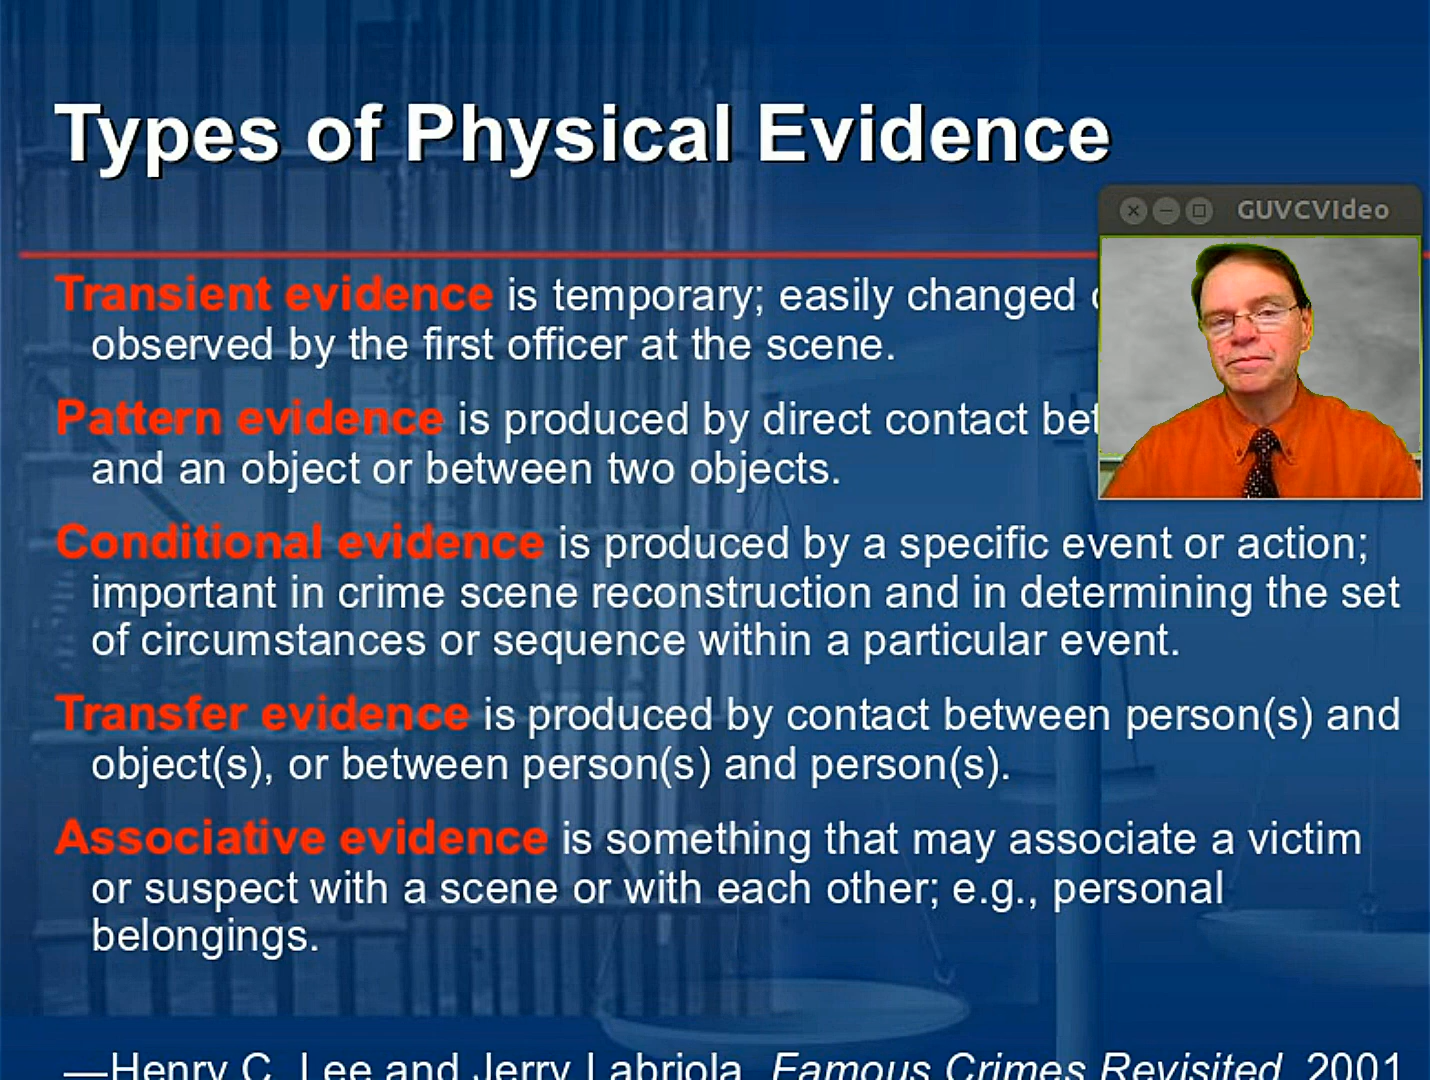 Types of Physical Evidence
GUVCVIdeo
Transient evidence is temporary; easily changed
observed by the first officer at the scene.
Pattern evidence is produced by direct contact bet
and an object or between two objects.
Conditional evidence is produced by a specific event or action;
important in crime scene reconstruction and in determining the set
of circumstances or sequence within a particular event.
Transfer evidence is produced by contact between person(s) and
object(s), or between person(s) and person(s).
Associative evidence is something that may associate a victim
or suspect with a scene or with each other; e.g., personal
belongings.
—Henry C. Lee and Jerry Labriola, Famous Crimes Revisited, 2001